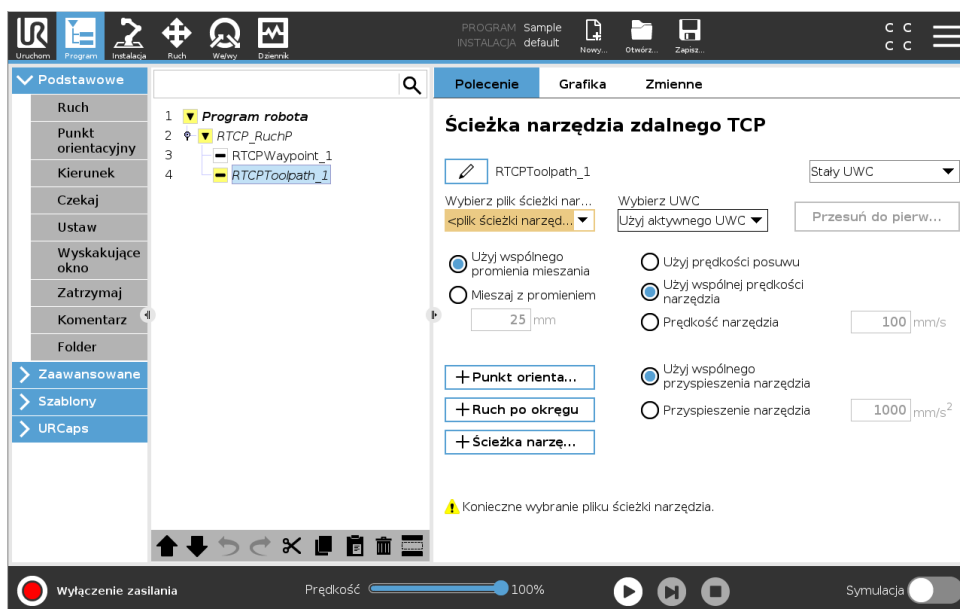 UR
PROGRAM Sample
INSTALACJA default
Uruchom Program Instalacja Ruch We/wy Dziennik
Nowy... Otwórz... Zapisz...
C C
C C
Podstawowe
Ruch
Punkt
orientacyjny
Kierunek
Czekaj
Ustaw
Wyskakujące
okno
Zatrzymaj
Komentarz
Folder
Zaawansowane
Szablony
URCaps
1 Program robota
2 RTCP_RuchP
3 RTCPWaypoint_1
4 RTCPToolpath_1
Polecenie Grafika Zmienne
Ścieżka narzędzia zdalnego TCP
RTCPToolpath_1
Stały UWC
Wybierz plik ścieżki nar...
Wybierz UWC
<plik ścieżki narzęd...
Użyj aktywnego UWC
Przesuń do pierw...
Użyj wspólnego
promienia mieszania
Mieszaj z promieniem
25 mm
Użyj prędkości posuwu
Użyj wspólnej prędkości
narzędzia
Prędkość narzędzia 100 mm/s
+ Punkt orienta...
+ Ruch po okręgu
+ Ścieżka narzę...
Użyj wspólnego
przyspieszenia narzędzia
Przyspieszenie narzędzia 1000 mm/s²
Konieczne wybranie pliku ścieżki narzędzia.
Wyłączenie zasilania
Prędkość 100%
Symulacja